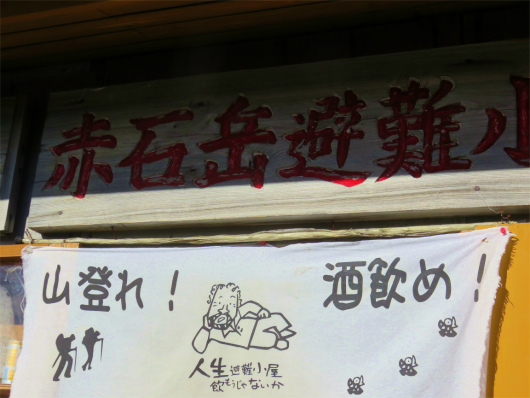 赤石岳避難小
山登れ！
酒飲め！
人生避難小屋
飲もうじゃないか